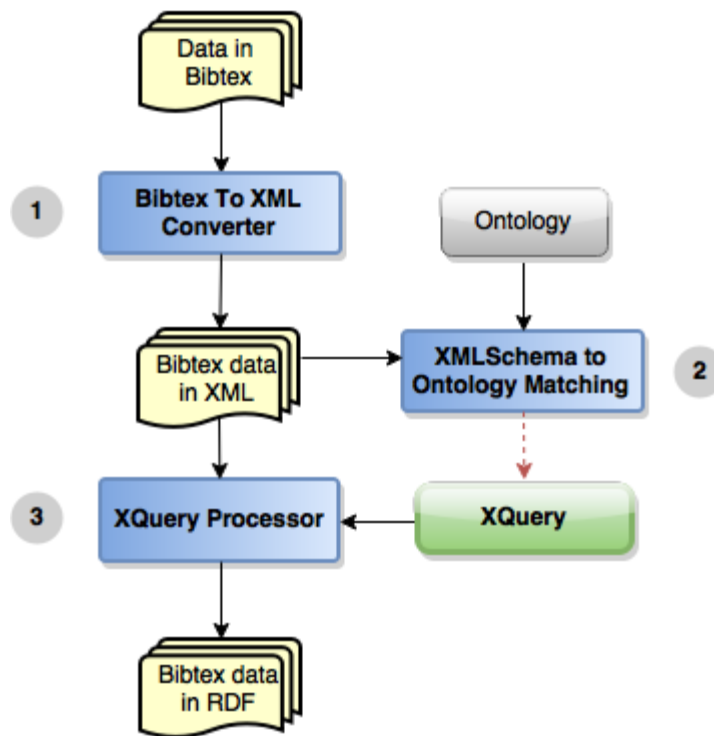 Data in
Bibtex
1
Bibtex To XML
Converter
Ontology
Bibtex data
in XML
XMLSchema to
Ontology Matching
2
3
XQuery Processor
XQuery
Bibtex data
in RDF